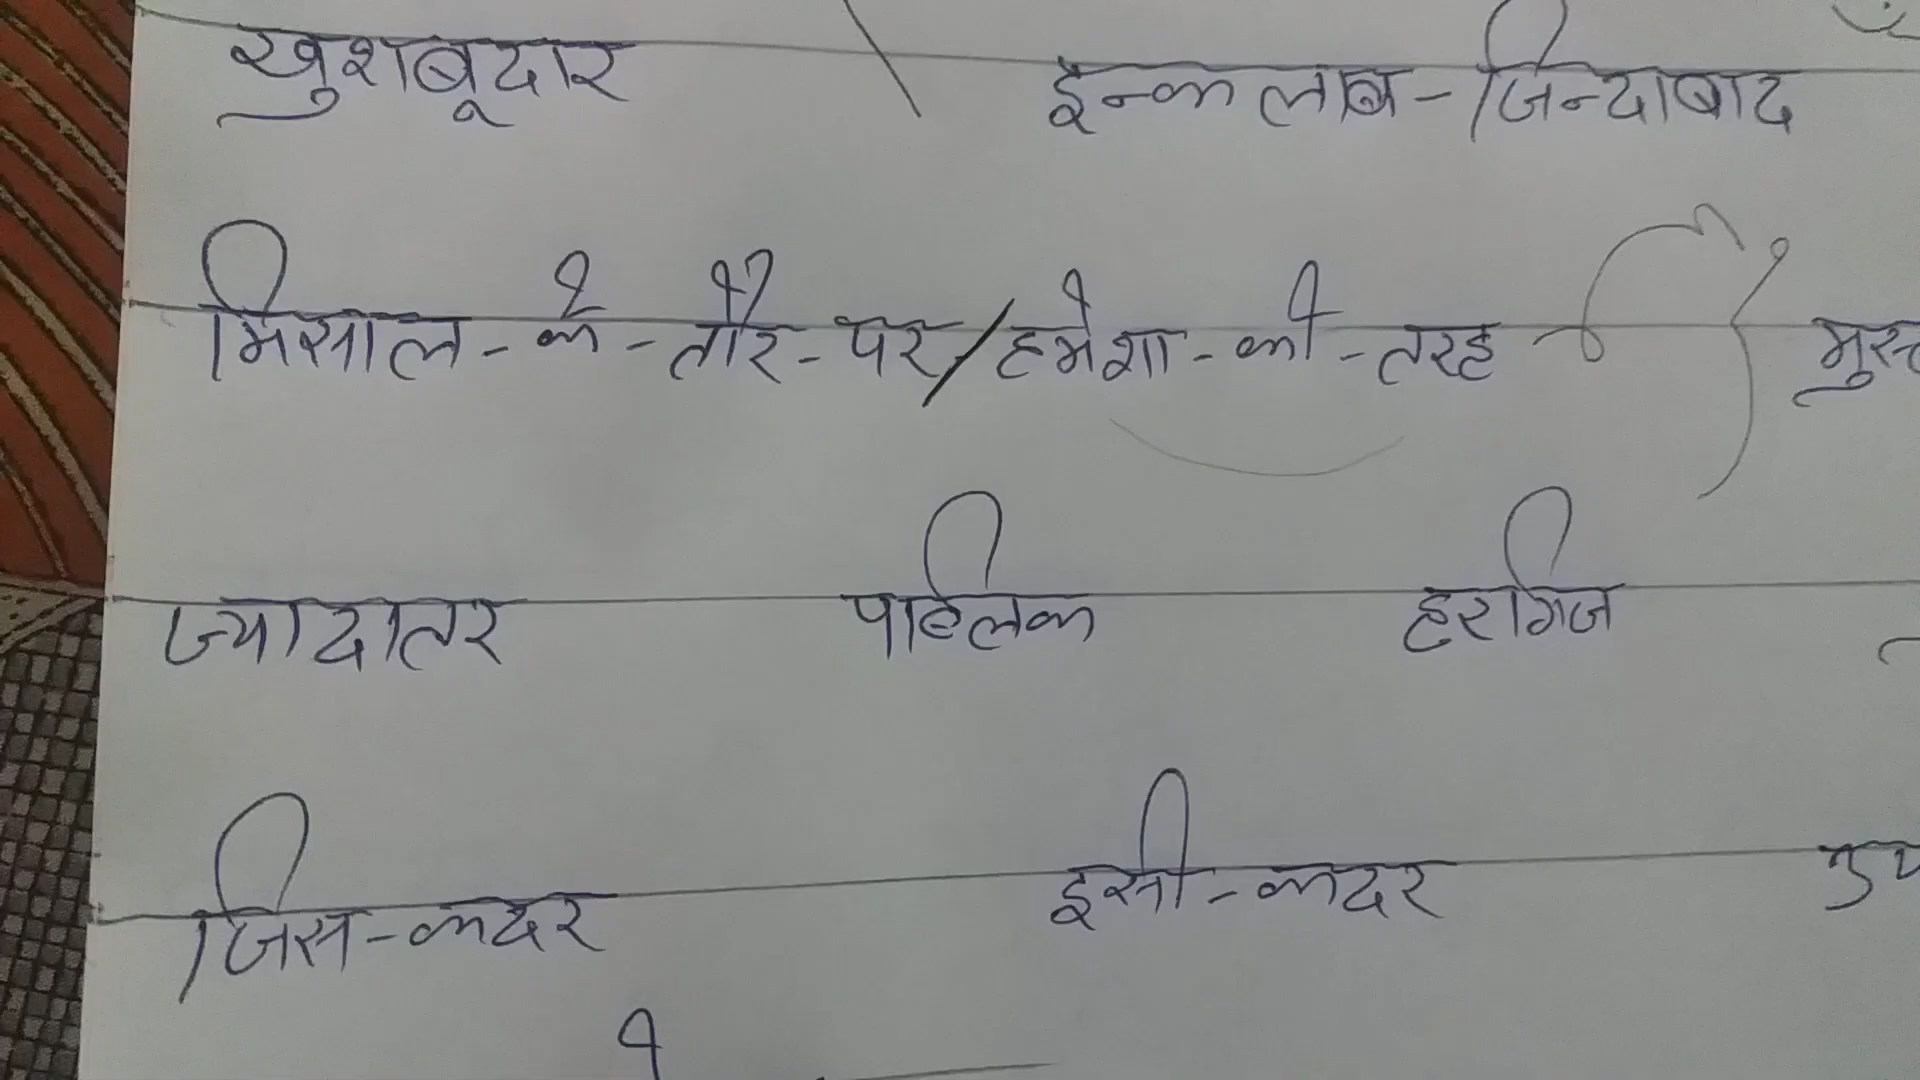 खुशबूदार इन्कलाब-जिन्दाबाद
मिसाल-के-तौर-पर/हमेशा-की-तरह
ज्यादातर पब्लिक हरगिज
जिस-कदर इसी-कदर